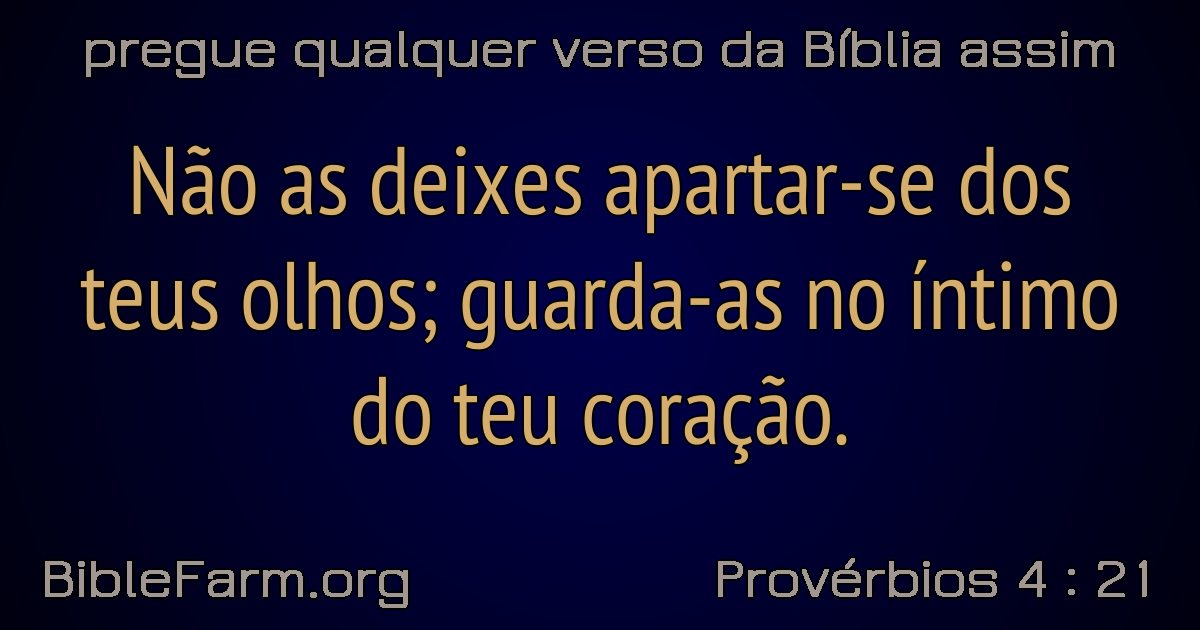 pregue qualquer verso da Bíblia assim
Não as deixes apartar-se dos
teus olhos; guarda-as no íntimo
do teu coração.
BibleFarm.org
Provérbios 4 : 21